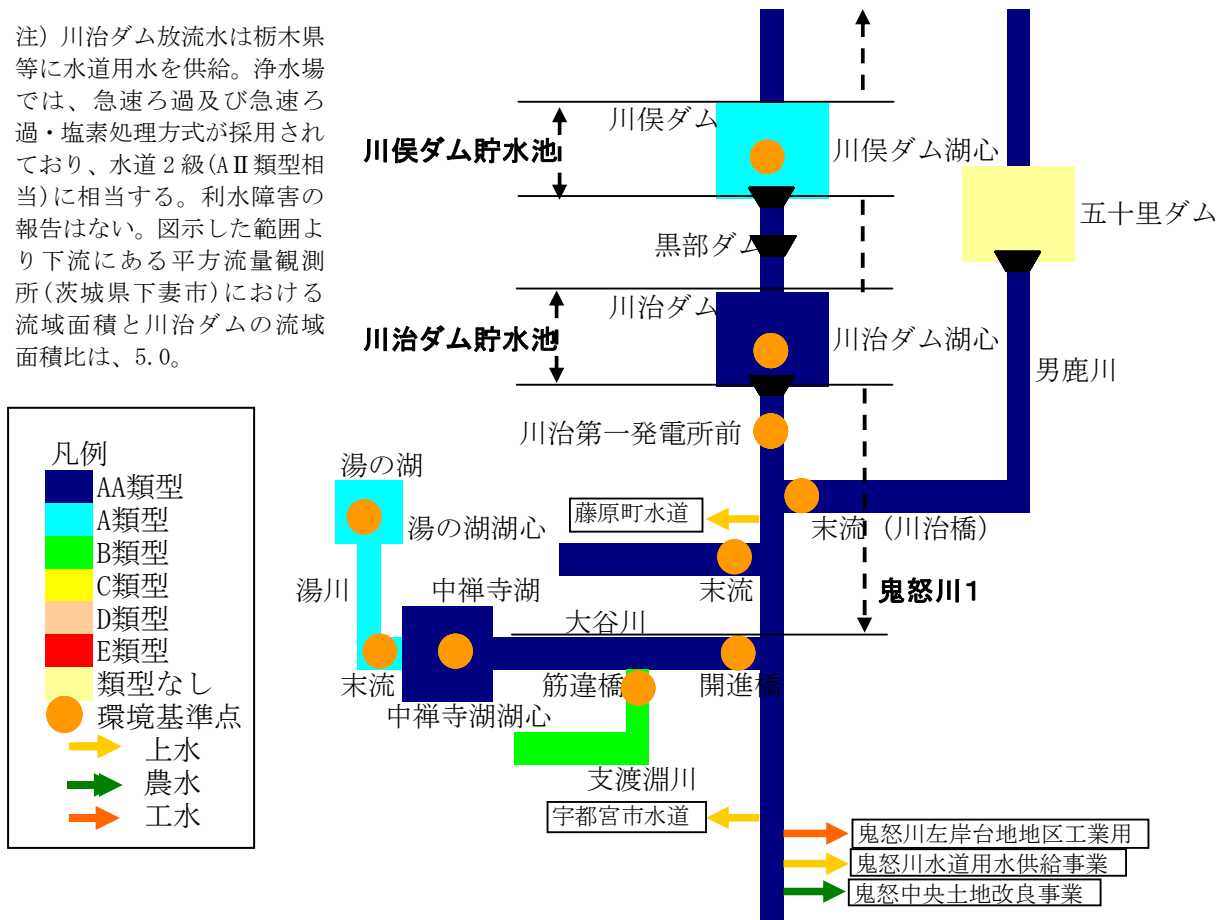 注）川治ダム放流水は栃木県
等に水道用水を供給。浄水場
では、急速ろ過及び急速ろ
過・塩素処理方式が採用され
ており、水道２級(AⅡ類型相
当)に相当する。利水障害の
報告はない。図示した範囲よ
り下流にある平方流量観測
所(茨城県下妻市)における
流域面積と川治ダムの流域
面積比は、5.0。
川俣ダム
川俣ダム貯水池
川俣ダム湖心
五十里ダム
黒部ダム
川治ダム
川治ダム貯水池
川治ダム湖心
男鹿川
川治第一発電所前
末流（川治橋）
藤原町水道
末流
鬼怒川１
湯の湖
湯の湖湖心
湯川
中禅寺湖
大谷川
末流
中禅寺湖湖心
筋違橋
開進橋
支渡淵川
宇都宮市水道
鬼怒川左岸台地地区工業用
鬼怒川水道用水供給事業
鬼怒中央土地改良事業
凡例
AA類型
A類型
B類型
C類型
D類型
E類型
類型なし
環境基準点
上水
農水
工水